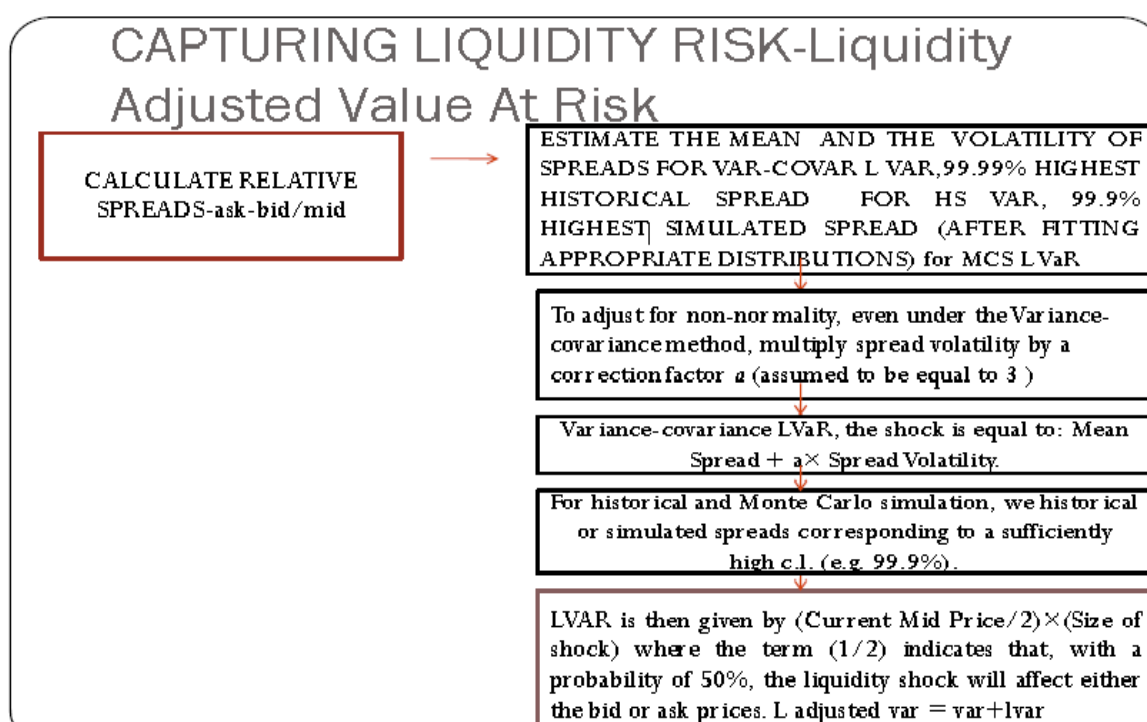 CAPTURING LIQUIDITY RISK-Liquidity
Adjusted Value At Risk
CALCULATE RELATIVE
SPREADS-ask-bid/mid
ESTIMATE THE MEAN AND THE VOLATILITY OF
SPREADS FOR VAR-COVAR L VAR,99.99% HIGHEST
HISTORICAL SPREAD FOR HS VAR, 99.9%
HIGHEST SIMULATED SPREAD (AFTER FITTING
APPROPRIATE DISTRIBUTIONS) for MCS LVaR
To adjust for non-normality, even under the Variance-
covariance method, multiply spread volatility by a
correction factor a (assumed to be equal to 3 )
Variance-covariance LVaR, the shock is equal to: Mean
Spread + a× Spread Volatility.
For historical and Monte Carlo simulation, we historical
or simulated spreads corresponding to a sufficiently
high c.l. (e.g. 99.9%).
LVAR is then given by (Current Mid Price/2)×(Size of
shock) where the term (1/2) indicates that, with a
probability of 50%, the liquidity shock will affect either
the bid or ask prices. L adjusted var = var+lvar